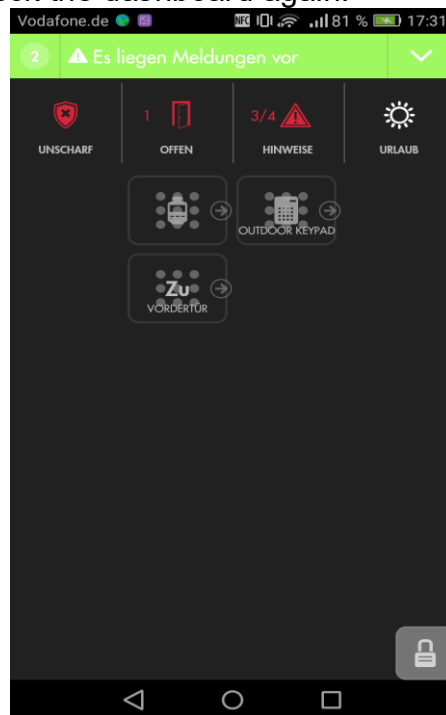 Vodafone.de NFC 81 % 17:31
2 Es liegen Meldungen vor
1 3/4
UNSCHARF OFFEN HINWEISE URLAUB
OUTDOOR KEYPAD
Zu
VORDERTÜR